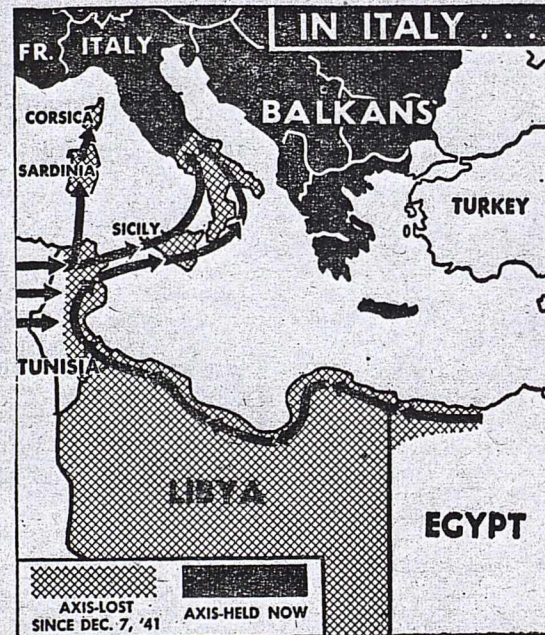 IN ITALY . . . .
FR.
ITALY
BALKANS
CORSICA
SARDINIA
TURKEY
SICILY
TUNISIA
LIBYA
EGYPT
AXIS-LOST
SINCE DEC. 7, '41
AXIS-HELD NOW